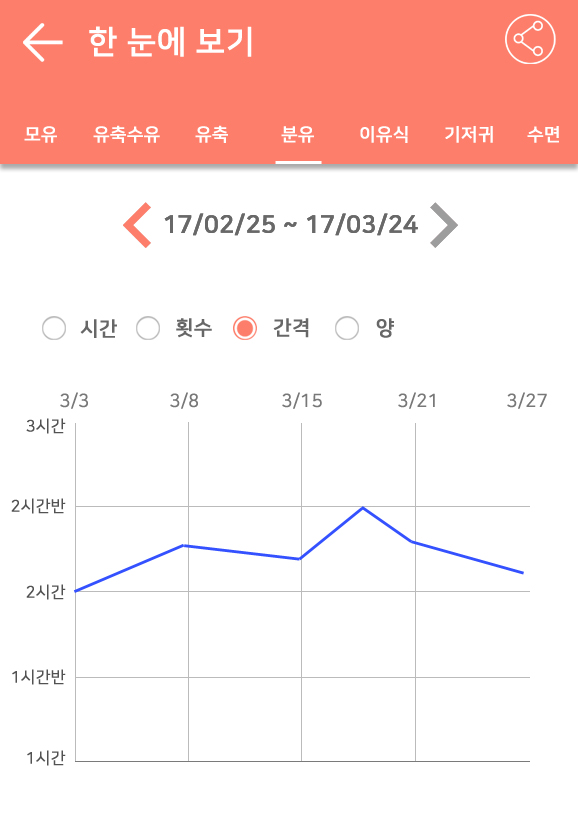 한 눈에 보기
모유 유축수유 유축 분유 이유식 기저귀 수면
17/02/25 ~ 17/03/24
시간 횟수 간격 양
3/3 3/8 3/15 3/21 3/27
3시간
2시간반
2시간
1시간반
1시간